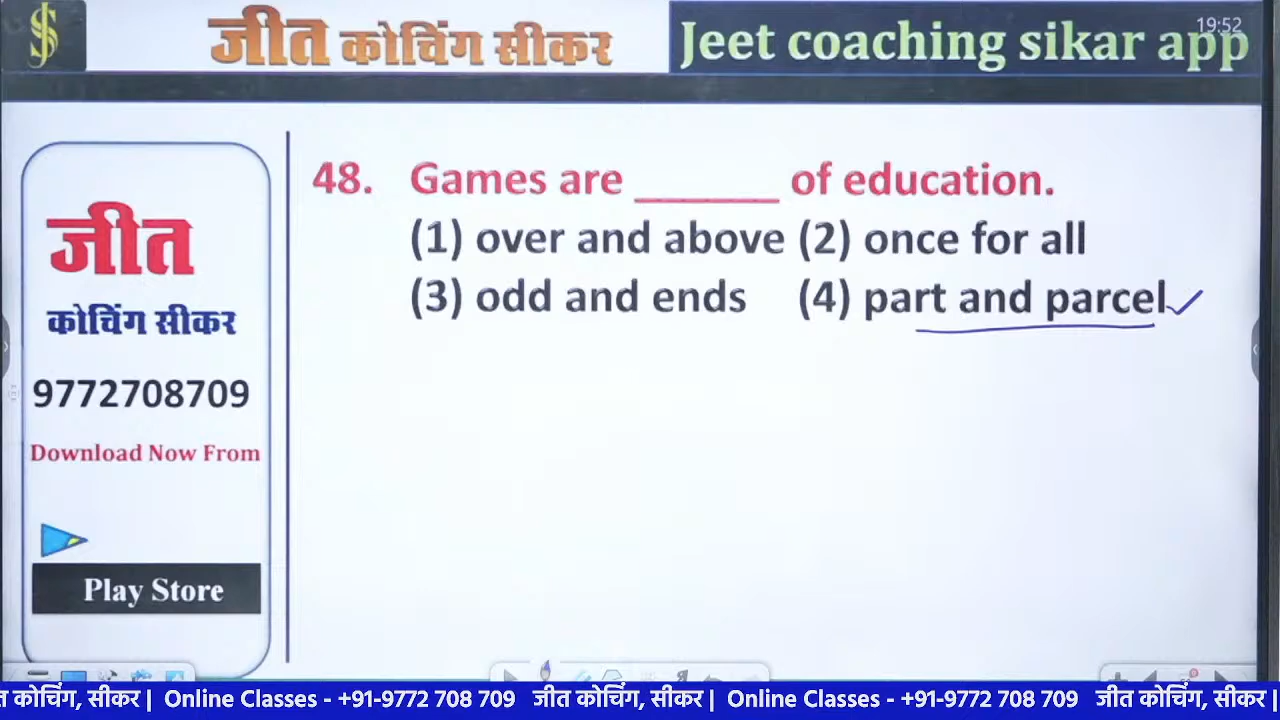 जीत कोचिंग सीकर
Jeet coaching sikar app
19:52
जीत
कोचिंग सीकर
9772708709
Download Now From
Play Store
48. Games are ______ of education.
(1) over and above (2) once for all
(3) odd and ends (4) part and parcel
त कोचिंग, सीकर | Online Classes - +91-9772 708 709 जीत कोचिंग, सीकर | Online Classes - +91-9772 708 709 जीत कोचिंग, सीकर |